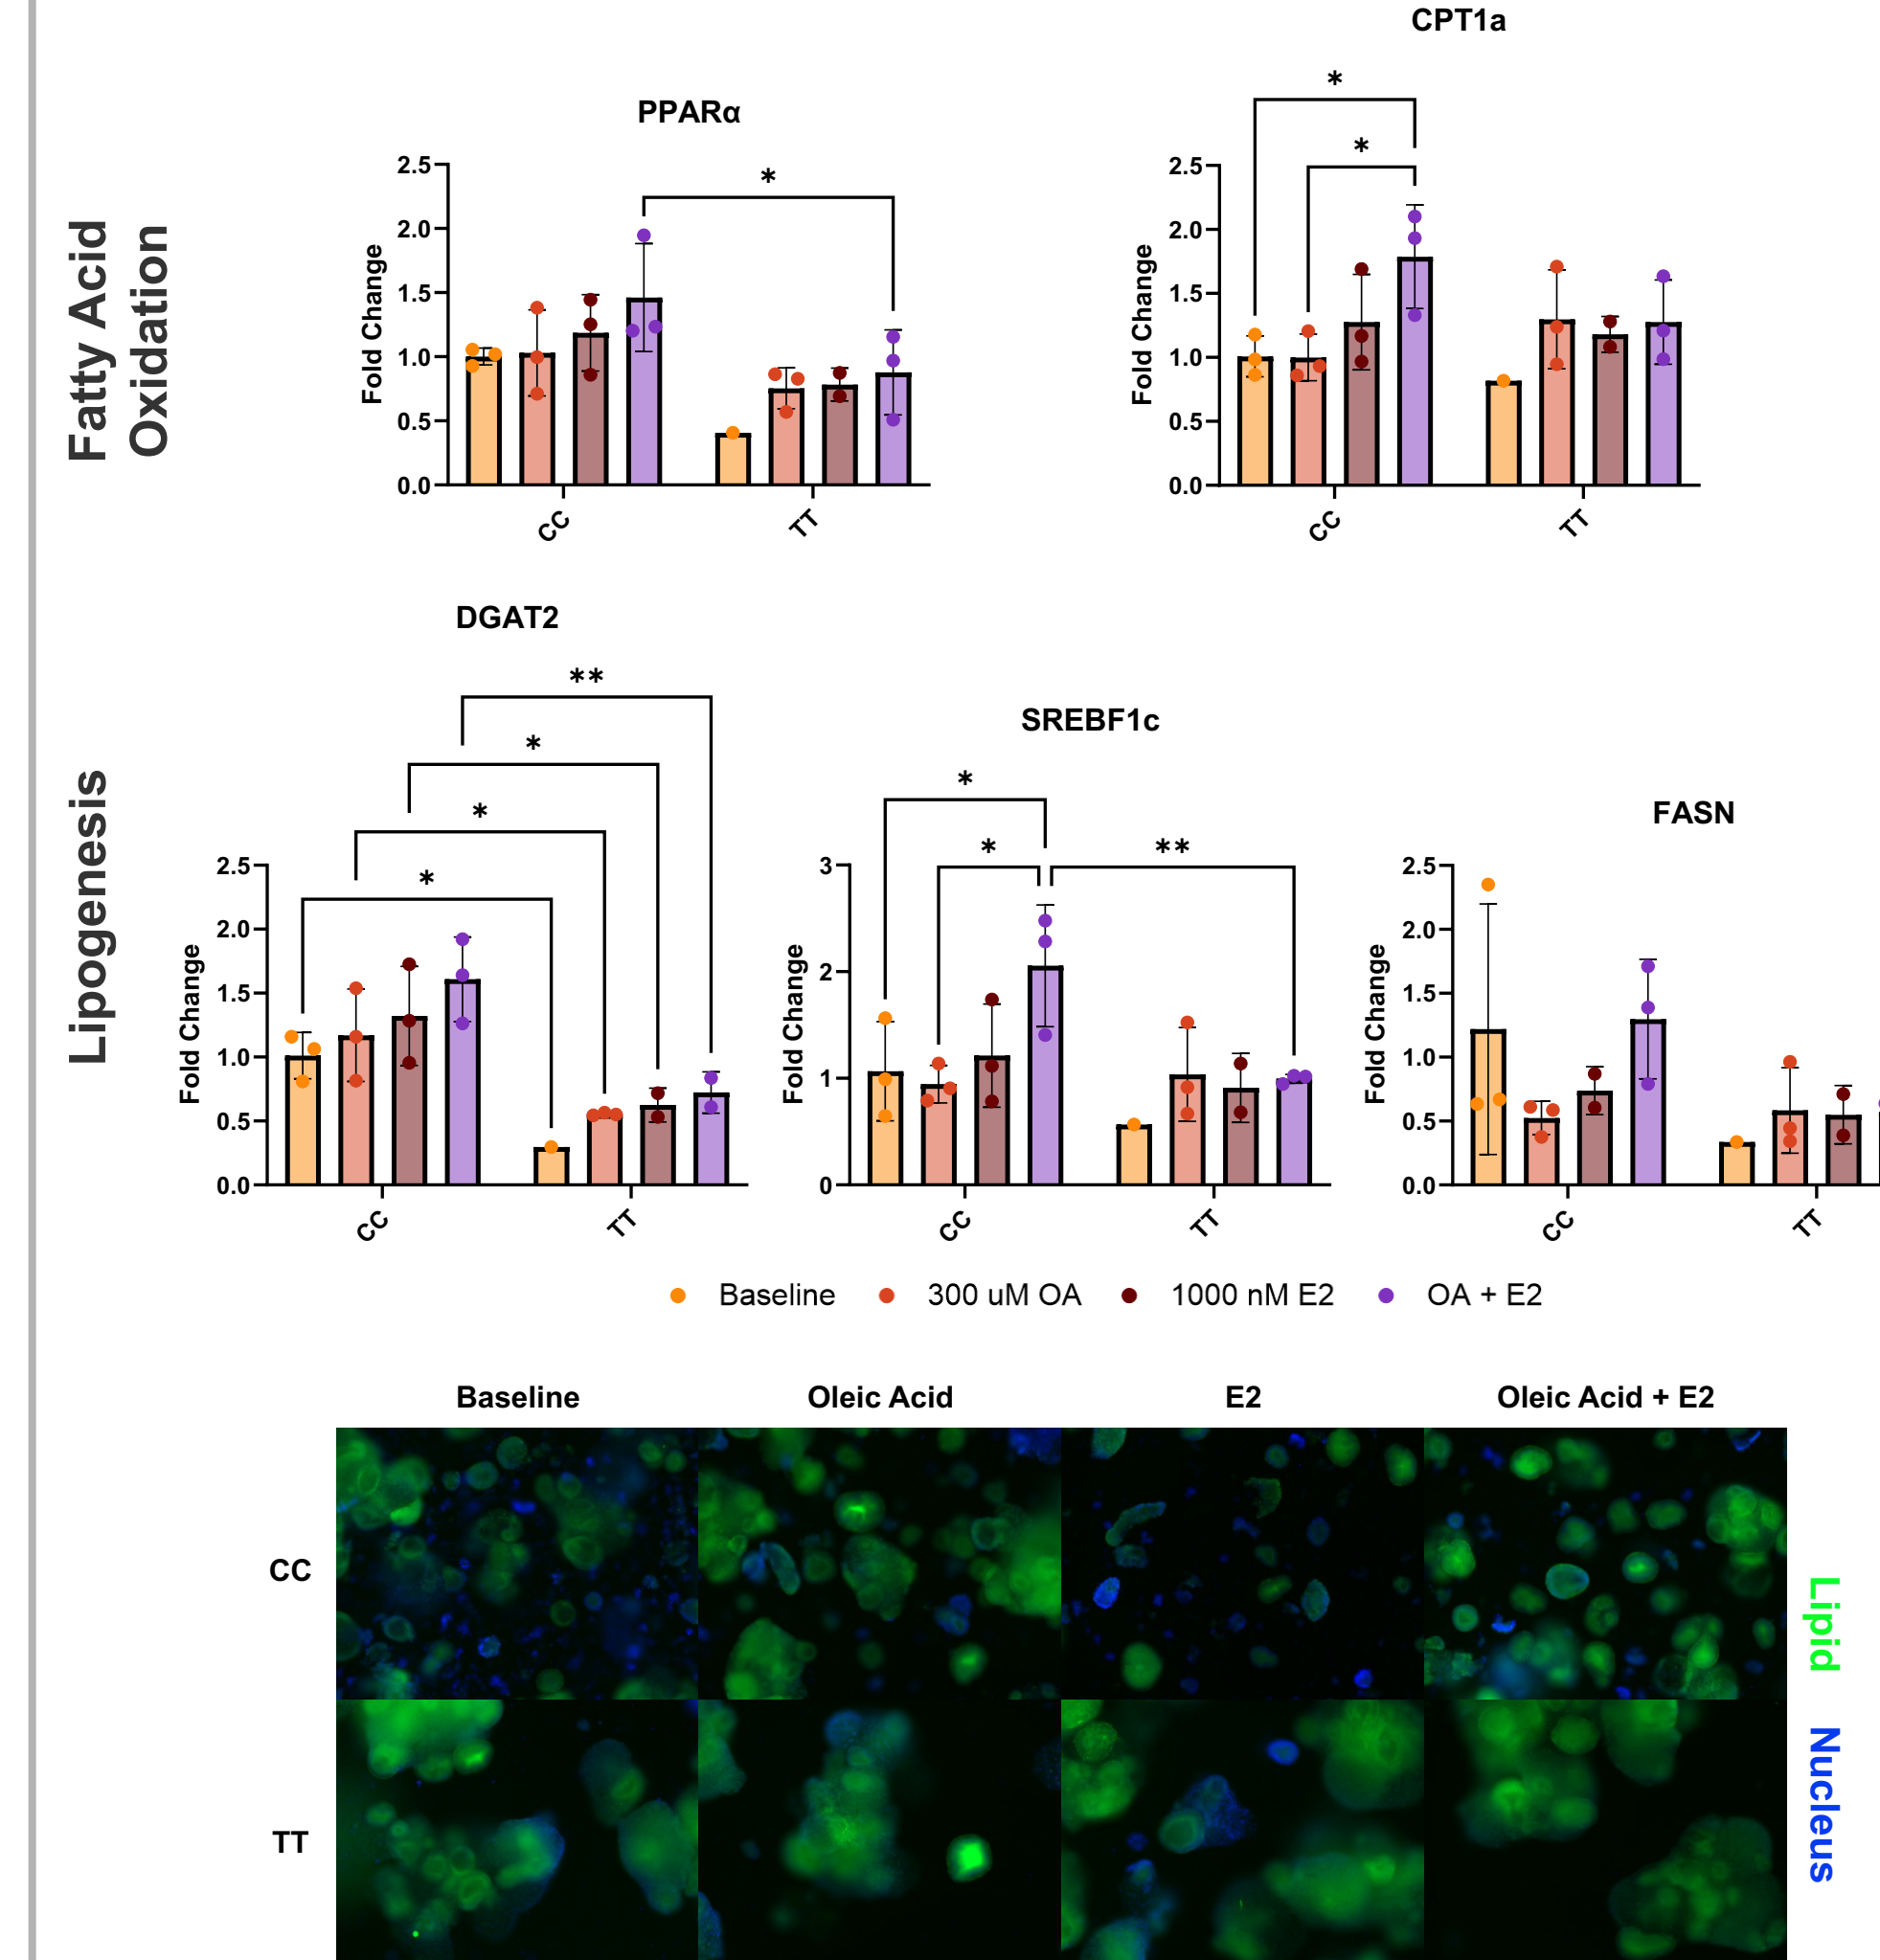 Fatty Acid
Oxidation
PPARα
*
Fold Change
2.5
2.0
1.5
1.0
0.5
0.0
CC
TT
CPT1a
*
*
Fold Change
2.5
2.0
1.5
1.0
0.5
0.0
CC
TT
Lipogenesis
DGAT2
**
*
*
*
Fold Change
2.5
2.0
1.5
1.0
0.5
0.0
CC
TT
SREBF1c
*
*
**
Fold Change
3
2
1
0
CC
TT
FASN
Fold Change
2.5
2.0
1.5
1.0
0.5
0.0
CC
TT
Baseline 300 uM OA 1000 nM E2 OA + E2
Baseline Oleic Acid E2 Oleic Acid + E2
CC
TT
Lipid
Nucleus